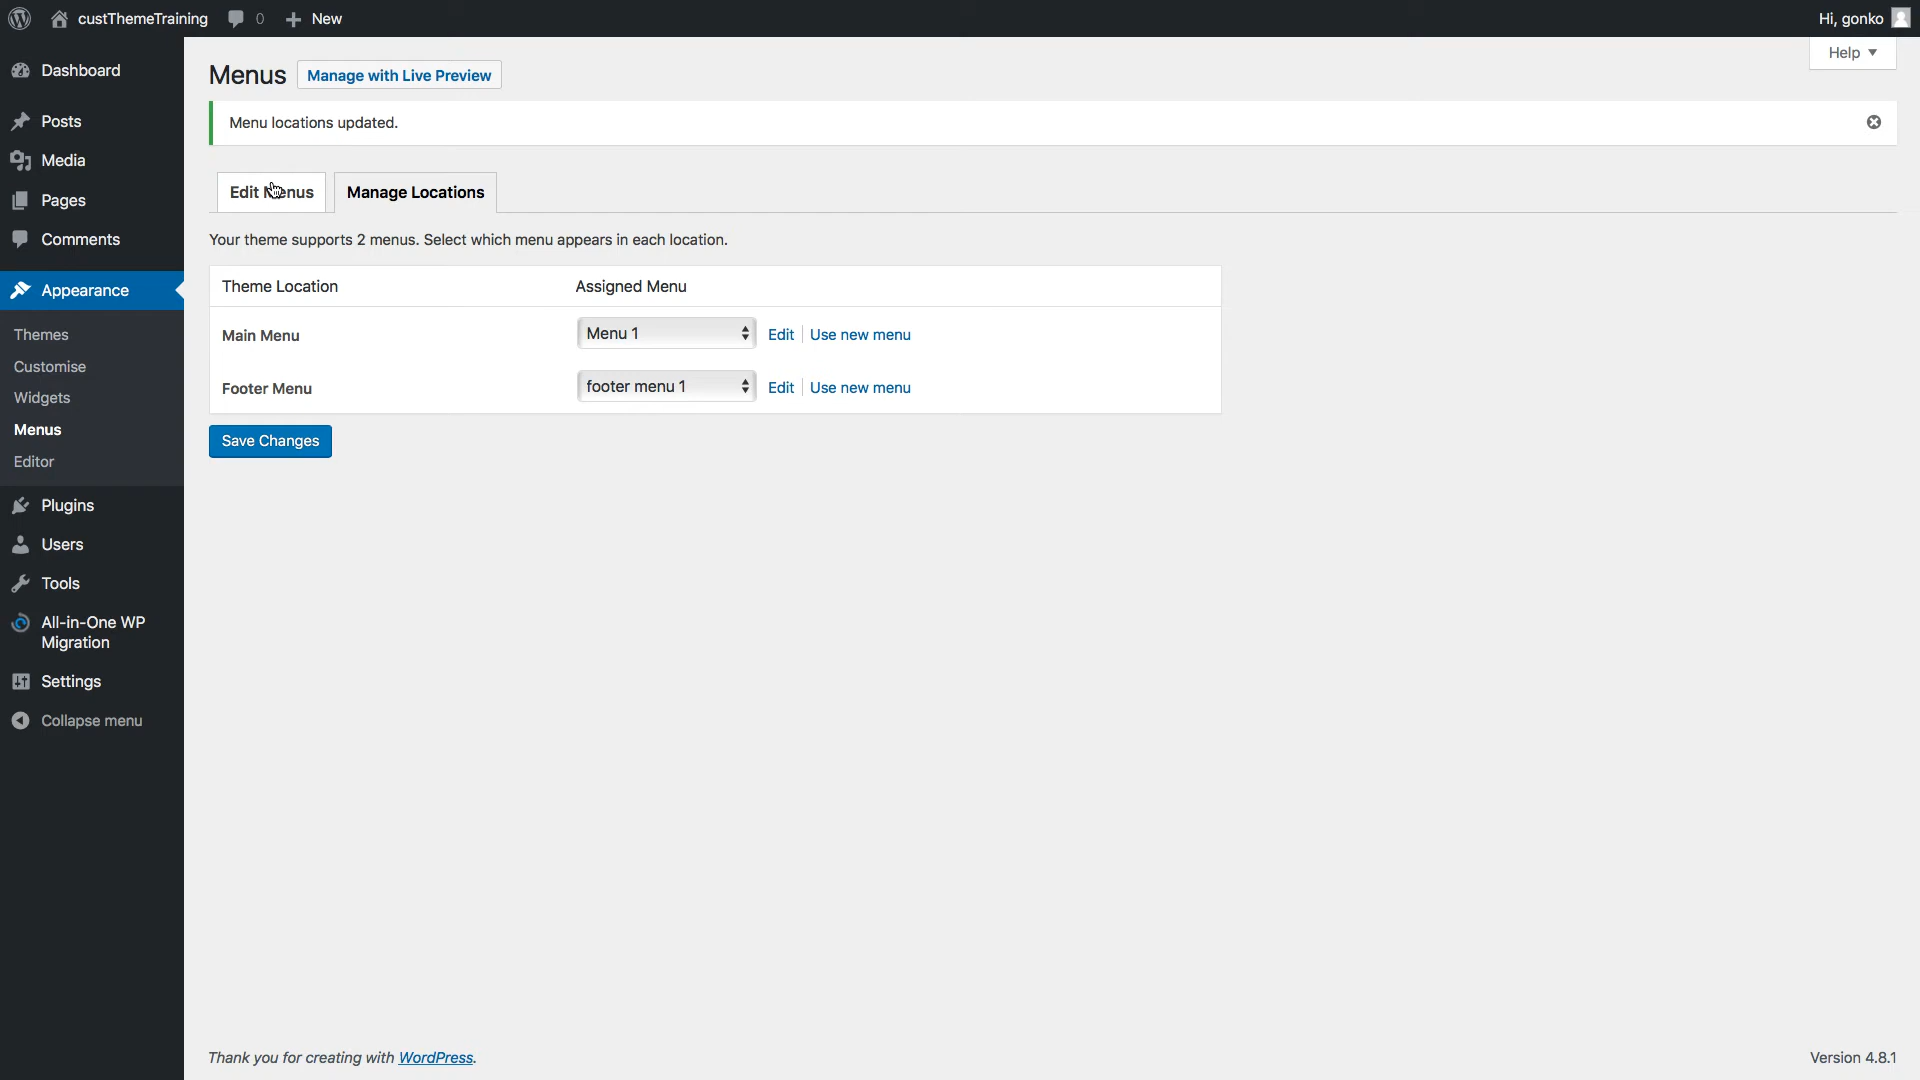 custThemeTraining 0 New Hi, gonko
Help
Dashboard
Posts
Media
Pages
Comments
Appearance
Themes
Customise
Widgets
Menus
Editor
Plugins
Users
Tools
All-in-One WP
Migration
Settings
Collapse menu
Menus Manage with Live Preview
Menu locations updated.
Edit Menus Manage Locations
Your theme supports 2 menus. Select which menu appears in each location.
Theme Location Assigned Menu
Main Menu Menu 1 Edit Use new menu
Footer Menu footer menu 1 Edit Use new menu
Save Changes
Thank you for creating with WordPress. Version 4.8.1